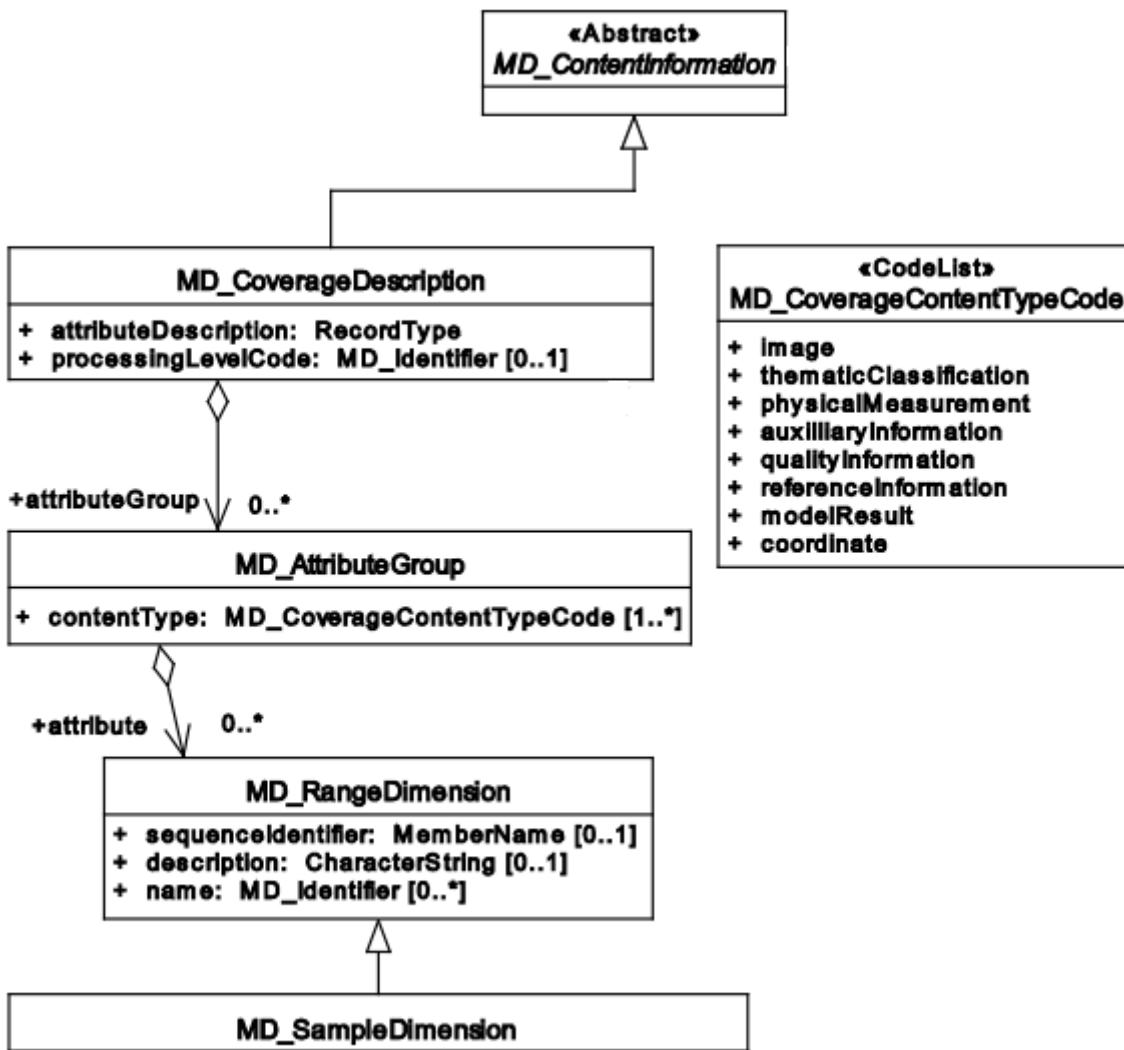 «Abstract»
MD_ContentInformation
MD_CoverageDescription
+ attributeDescription: RecordType
+ processingLevelCode: MD_Identifier [0..1]
«CodeList»
MD_CoverageContentTypeCode
+ image
+ thematicClassification
+ physicalMeasurement
+ auxilliaryInformation
+ qualityInformation
+ referenceInformation
+ modelResult
+ coordinate
+attributeGroup 0..*
MD_AttributeGroup
+ contentType: MD_CoverageContentTypeCode [1..*]
+attribute 0..*
MD_RangeDimension
+ sequenceIdentifier: MemberName [0..1]
+ description: CharacterString [0..1]
+ name: MD_Identifier [0..*]
MD_SampleDimension